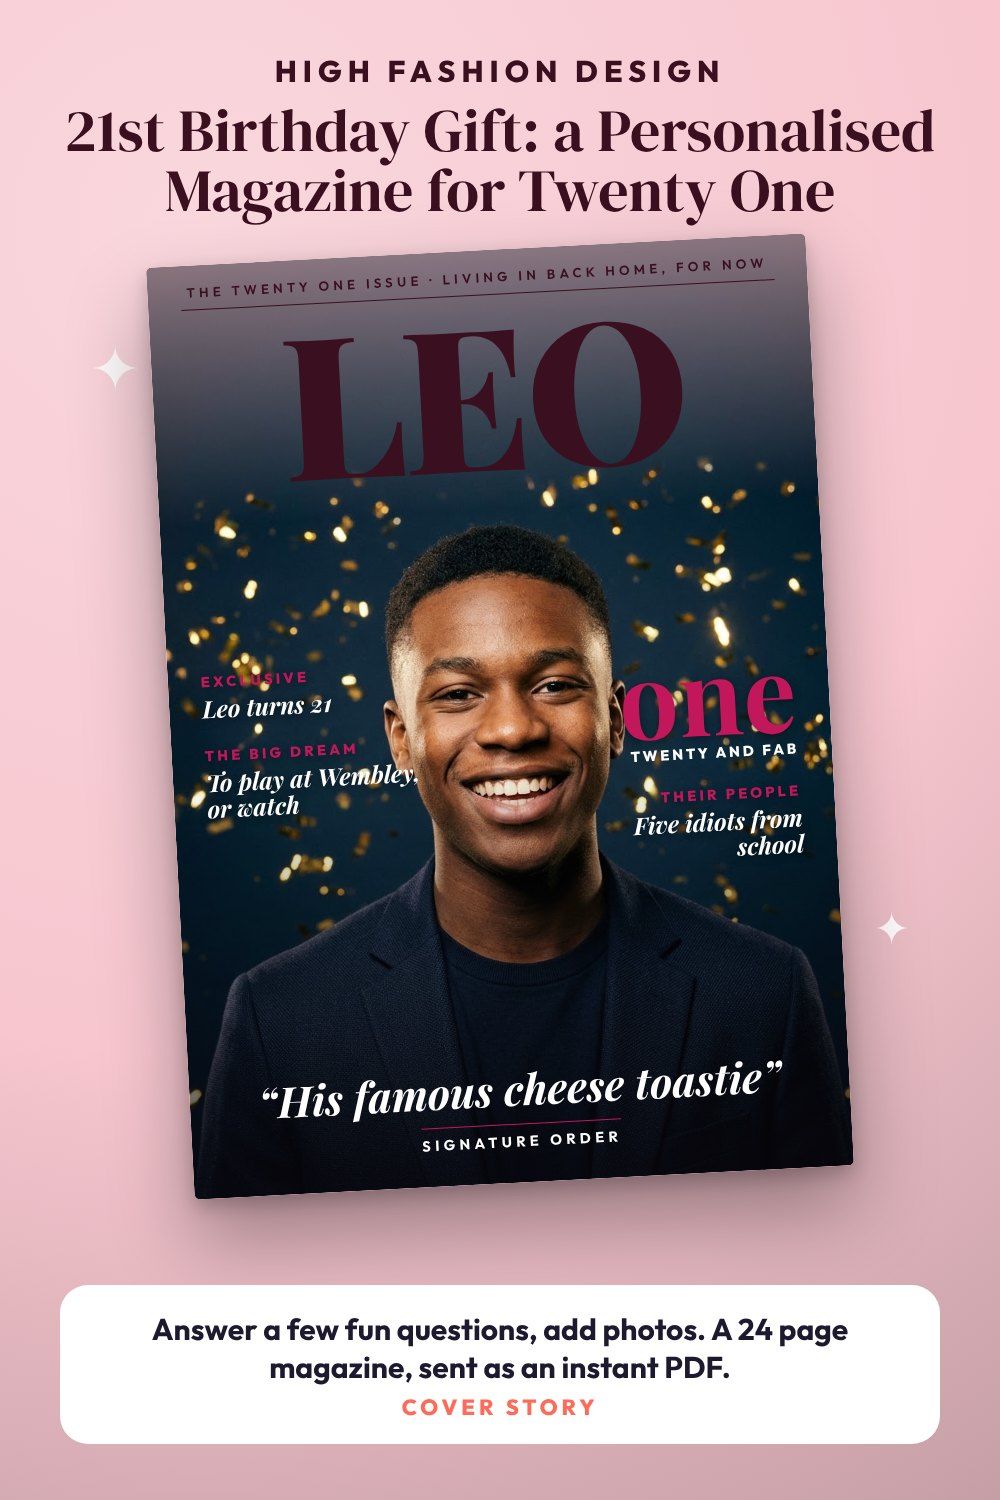 HIGH FASHION DESIGN
21st Birthday Gift: a Personalised
Magazine for Twenty One
THE TWENTY ONE ISSUE · LIVING IN BACK HOME, FOR NOW
LEO
EXCLUSIVE
Leo turns 21
THE BIG DREAM
To play at Wembley,
or watch
one
TWENTY AND FAB
THEIR PEOPLE
Five idiots from
school
“His famous cheese toastie”
SIGNATURE ORDER
Answer a few fun questions, add photos. A 24 page
magazine, sent as an instant PDF.
COVER STORY